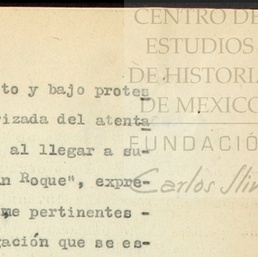 CENTRO DE
ESTUDIOS
DE HISTORIA
DE MEXICO
FUNDACIÓ
Carlos Slim
to y bajo protes
rizada del atenta
al llegar a su-
n Roque", expre-
me pertinentes -
gación que se es-